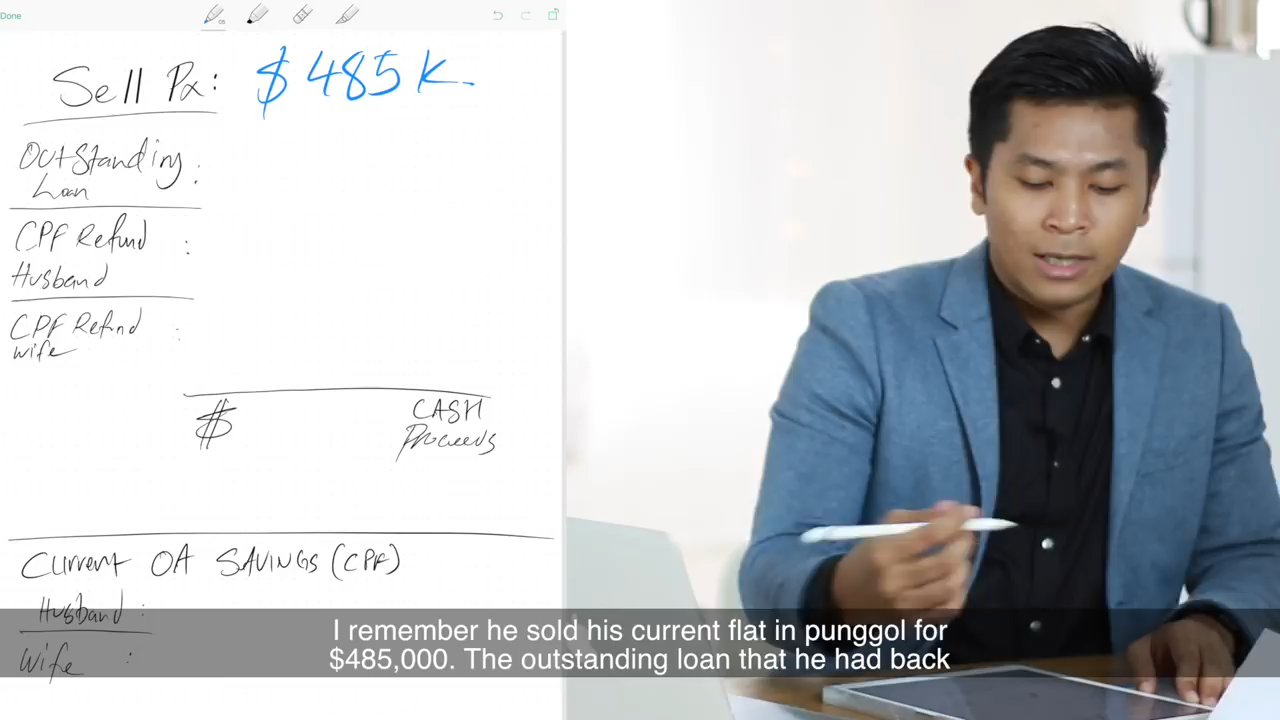 Done
05
Sell Px: $485K
Outstanding :
Loan
CPF Refund :
Husband
CPF Refund :
wife
$ CASH
Proceeds
Current OA SAVINGS (CPF)
Husband :
Wife :
I remember he sold his current flat in punggol for
$485,000. The outstanding loan that he had back